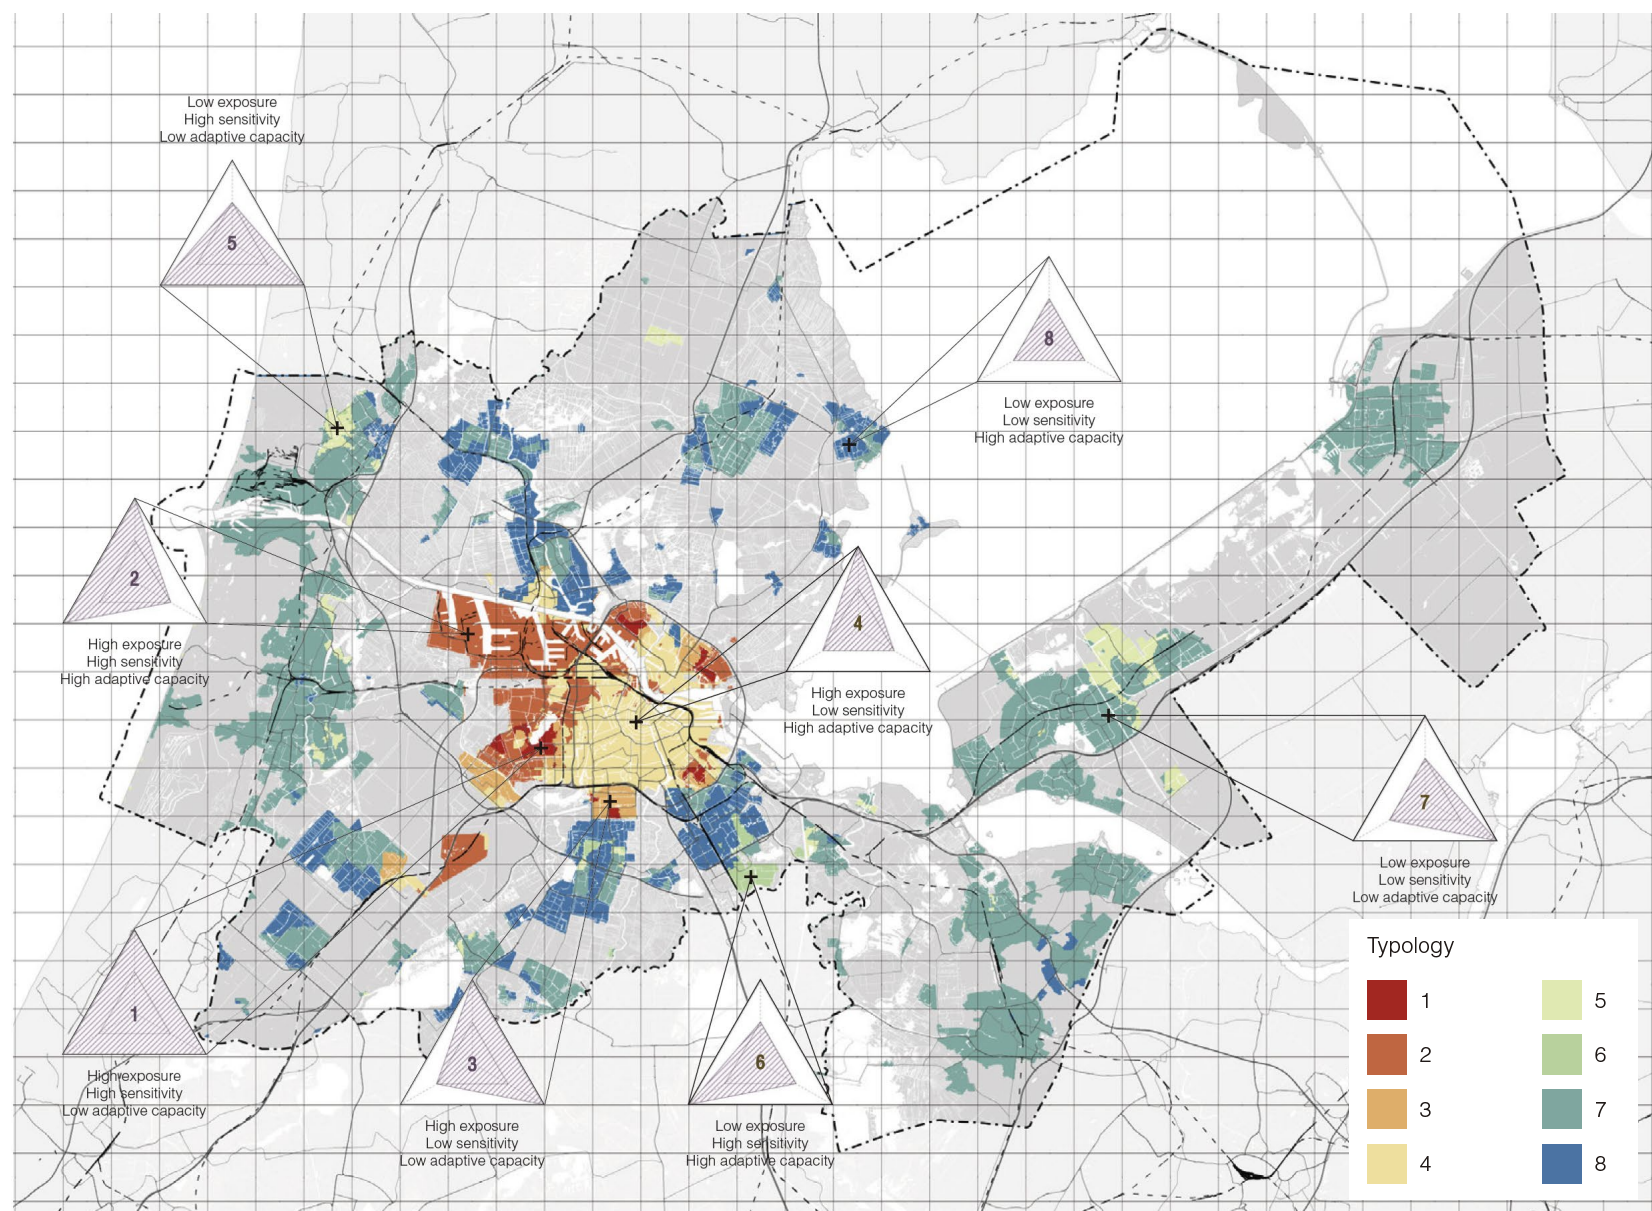 Low exposure
High sensitivity
Low adaptive capacity
5
8
Low exposure
Low sensitivity
High adaptive capacity
2
High exposure
High sensitivity
High adaptive capacity
4
High exposure
Low sensitivity
High adaptive capacity
7
Low exposure
Low sensitivity
Low adaptive capacity
1
High exposure
High sensitivity
Low adaptive capacity
3
High exposure
Low sensitivity
Low adaptive capacity
6
Low exposure
High sensitivity
High adaptive capacity
Typology
1
2
3
4
5
6
7
8